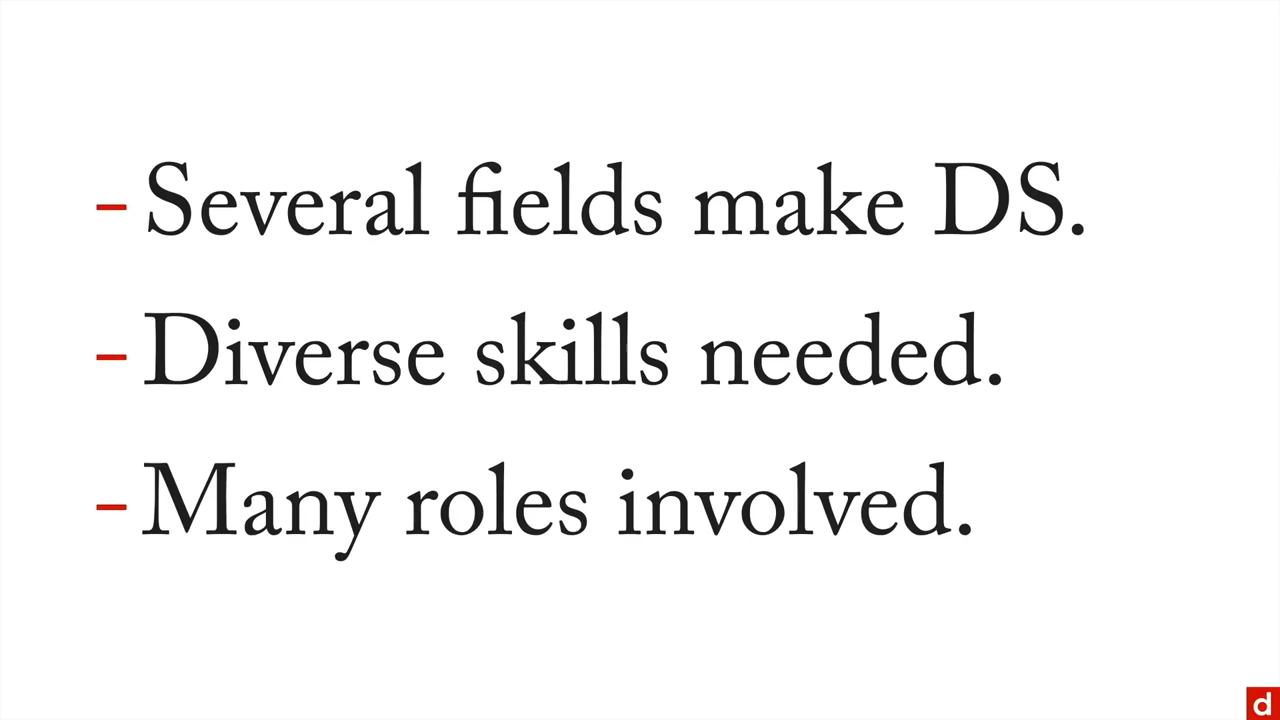 – Several fields make DS.
– Diverse skills needed.
– Many roles involved.
d